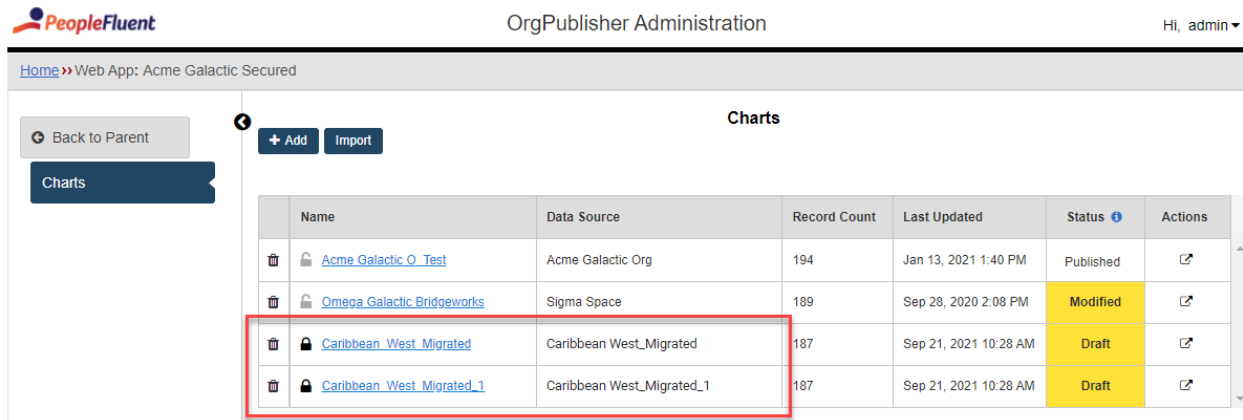 PeopleFluent OrgPublisher Administration Hi, admin
Home ›› Web App: Acme Galactic Secured
Back to Parent
Charts
Charts
+ Add Import
Name Data Source Record Count Last Updated Status Actions
Acme Galactic O_Test Acme Galactic Org 194 Jan 13, 2021 1:40 PM Published
Omega Galactic Bridgeworks Sigma Space 189 Sep 28, 2020 2:08 PM Modified
Caribbean_West_Migrated Caribbean West_Migrated 187 Sep 21, 2021 10:28 AM Draft
Caribbean_West_Migrated_1 Caribbean West_Migrated_1 187 Sep 21, 2021 10:28 AM Draft